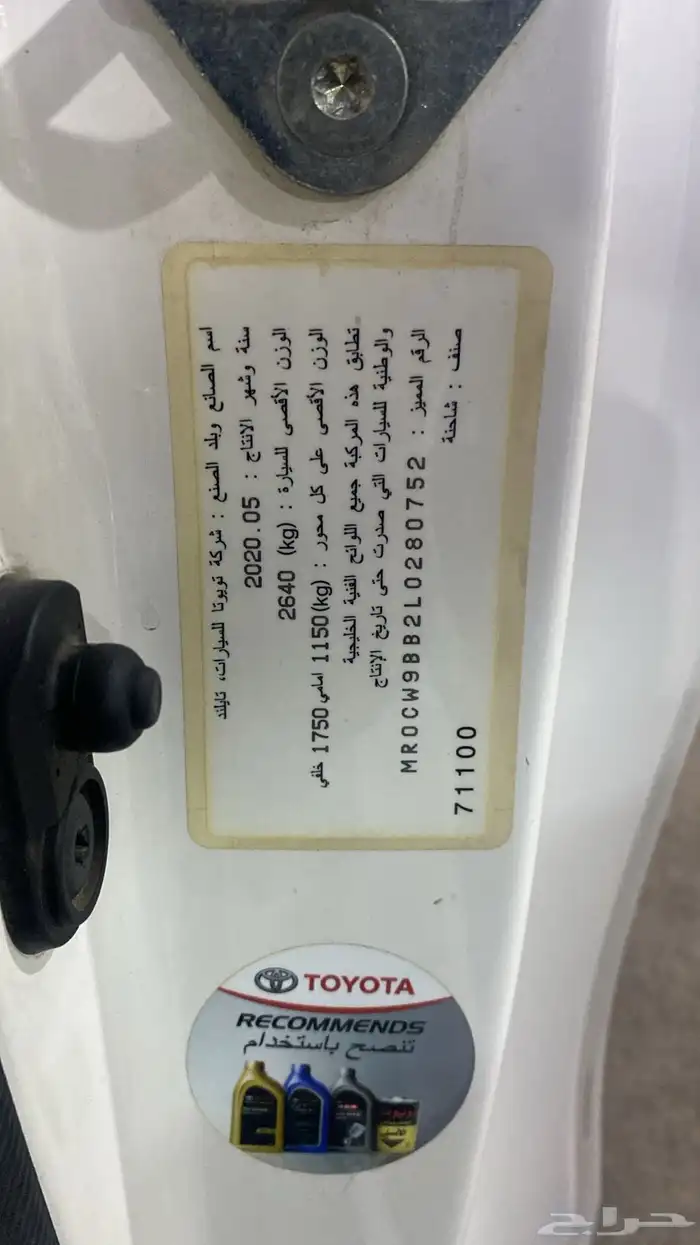 اسم الصانع وبلد الصنع : شركة تويوتا للسيارات، تايلند
سنة وشهر الانتاج : 2020.05
الوزن الأقصى للسيارة : (kg) 2640
الوزن الأقصى على كل محور : (kg) 1150 امامي 1750 خلفي
تطابق هذه المركبة جميع اللوائح الفنية الخليجية
والوطنية للسيارات التي صدرت حتى تاريخ الإنتاج
الرقم المميز : MR0CW9BB2L0280752
صنف : شاحنة
71100
TOYOTA
RECOMMENDS
تنصح باستخدام
حراج